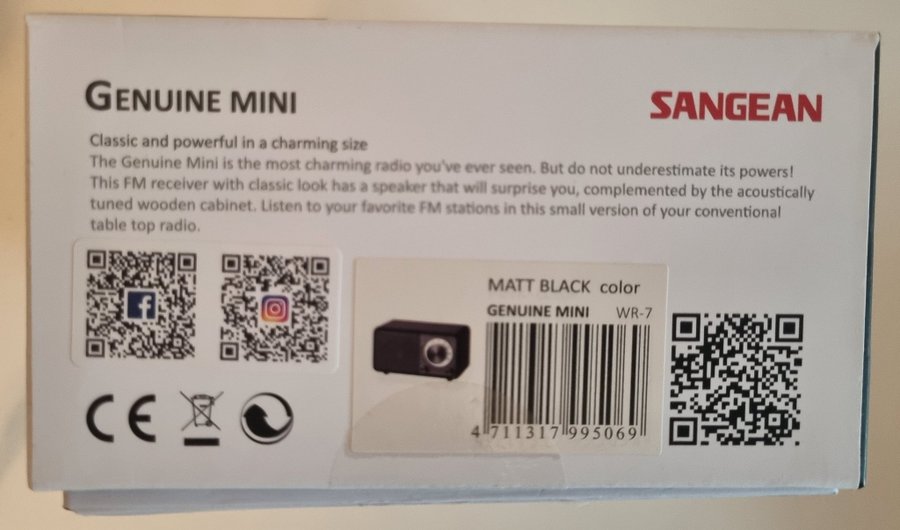 GENUINE MINI
SANGEAN
Classic and powerful in a charming size
The Genuine Mini is the most charming radio you've ever seen. But do not underestimate its powers!
This FM receiver with classic look has a speaker that will surprise you, complemented by the acoustically
tuned wooden cabinet. Listen to your favorite FM stations in this small version of your conventional
table top radio.
MATT BLACK color
GENUINE MINI WR-7
4 711317 995069
CE